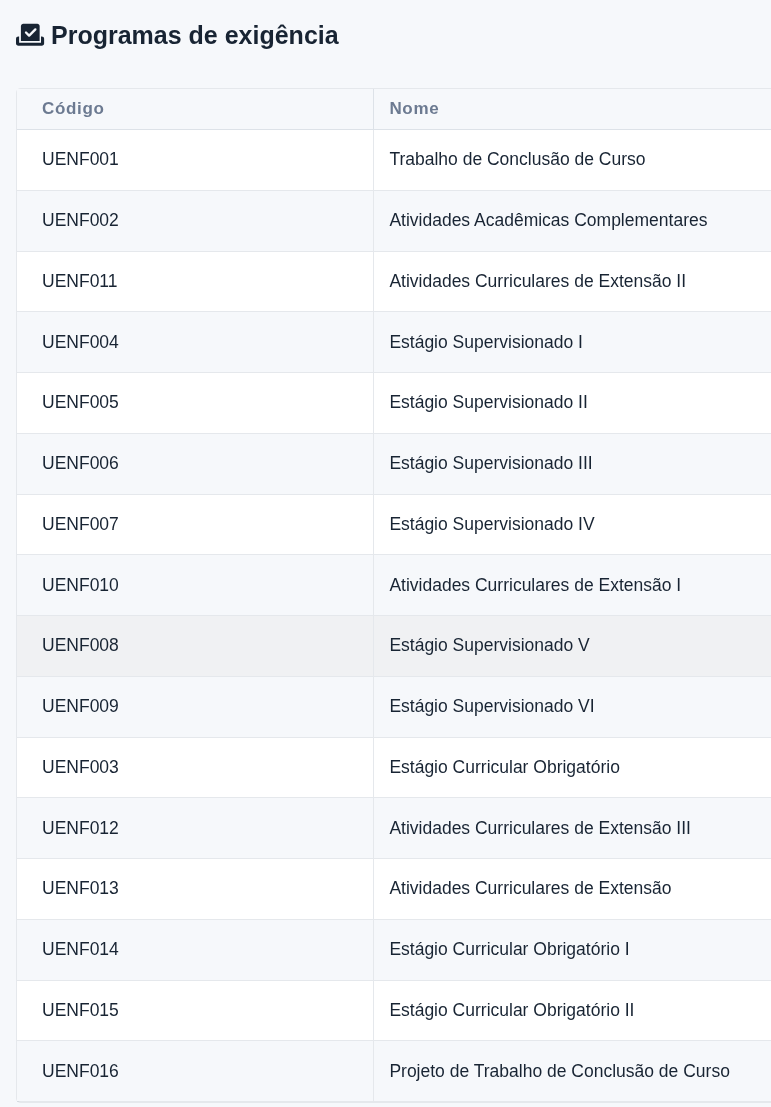 Programas de exigência
Código Nome
UENF001 Trabalho de Conclusão de Curso
UENF002 Atividades Acadêmicas Complementares
UENF011 Atividades Curriculares de Extensão II
UENF004 Estágio Supervisionado I
UENF005 Estágio Supervisionado II
UENF006 Estágio Supervisionado III
UENF007 Estágio Supervisionado IV
UENF010 Atividades Curriculares de Extensão I
UENF008 Estágio Supervisionado V
UENF009 Estágio Supervisionado VI
UENF003 Estágio Curricular Obrigatório
UENF012 Atividades Curriculares de Extensão III
UENF013 Atividades Curriculares de Extensão
UENF014 Estágio Curricular Obrigatório I
UENF015 Estágio Curricular Obrigatório II
UENF016 Projeto de Trabalho de Conclusão de Curso